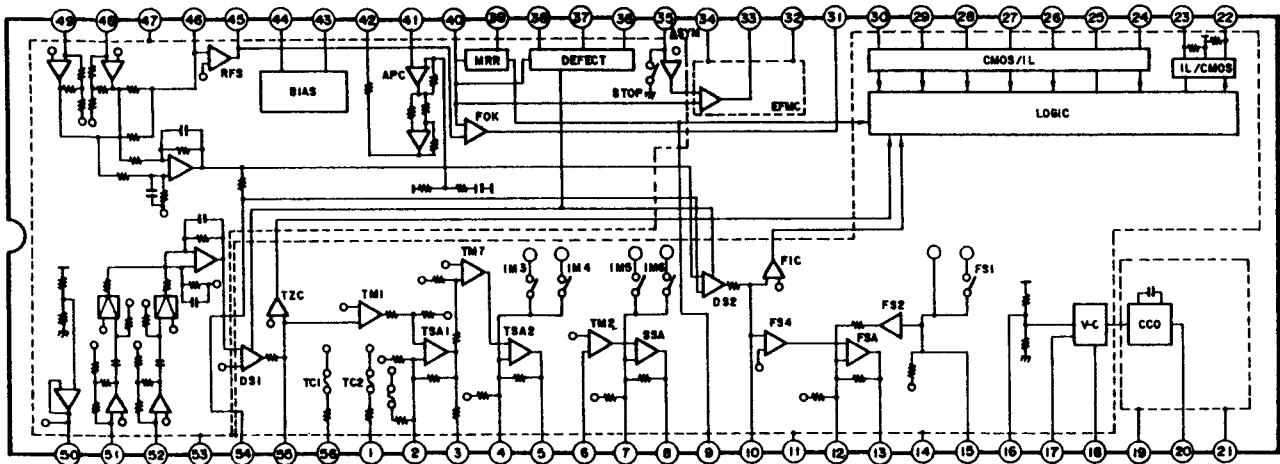 49 48 47 46 45 44 43 42 41 40 39 38 37 36 35 34 33 32 31 30 29 28 27 26 25 24 23 22
ASYM
RFS
APC
MRR
DEFECT
CMOS/IL
IL/CMOS
BIAS
STOP
EFMC
LOGIC
FOK
TM7
IM3
IM4
IM5
IM6
FIC
FS1
TZC
TM1
TSA1
TSA2
TM2
SSA
DS2
FS4
FS2
FSA
V-C
CCO
DS1
TC1
TC2
50 51 52 53 54 55 56 1 2 3 4 5 6 7 8 9 10 11 12 13 14 15 16 17 18 19 20 21